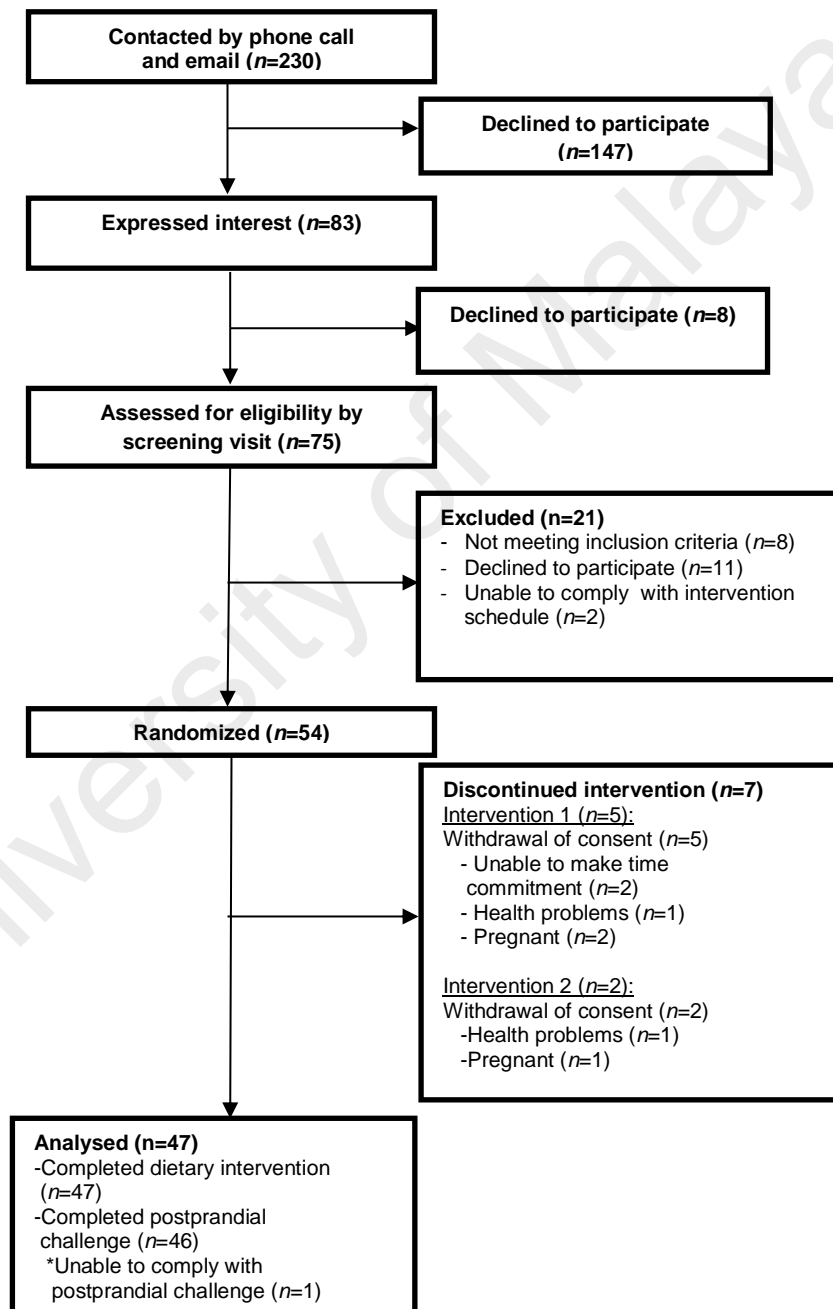 Contacted by phone call
and email (n=230)
Declined to participate
(n=147)
Expressed interest (n=83)
Declined to participate (n=8)
Assessed for eligibility by
screening visit (n=75)
Excluded (n=21)
- Not meeting inclusion criteria (n=8)
- Declined to participate (n=11)
- Unable to comply with intervention
schedule (n=2)
Randomized (n=54)
Discontinued intervention (n=7)
Intervention 1 (n=5):
Withdrawal of consent (n=5)
- Unable to make time
commitment (n=2)
- Health problems (n=1)
- Pregnant (n=2)
Intervention 2 (n=2):
Withdrawal of consent (n=2)
-Health problems (n=1)
-Pregnant (n=1)
Analysed (n=47)
-Completed dietary intervention
(n=47)
-Completed postprandial
challenge (n=46)
*Unable to comply with
postprandial challenge (n=1)
University of Malaya